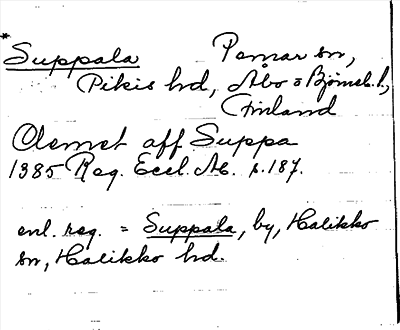 * Suppala Pemar sn,
Pikis hd, Åbo o Björneb. l.,
Finland
Clemet aff Suppa
1385 Reg. Eccl. Ab. s. 187.
enl. reg. = Suppala, by, Halikko
sn, Halikko hd.